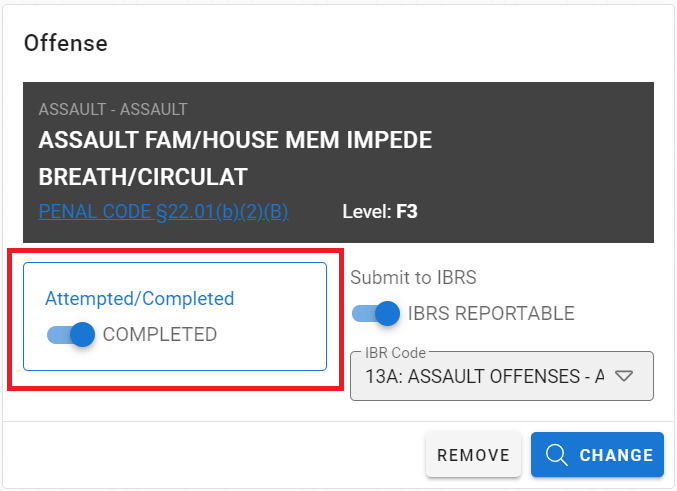 Offense
ASSAULT - ASSAULT
ASSAULT FAM/HOUSE MEM IMPEDE
BREATH/CIRCULAT
PENAL CODE §22.01(b)(2)(B) Level: F3
Attempted/Completed
COMPLETED
Submit to IBRS
IBRS REPORTABLE
IBR Code
13A: ASSAULT OFFENSES - A
REMOVE
CHANGE